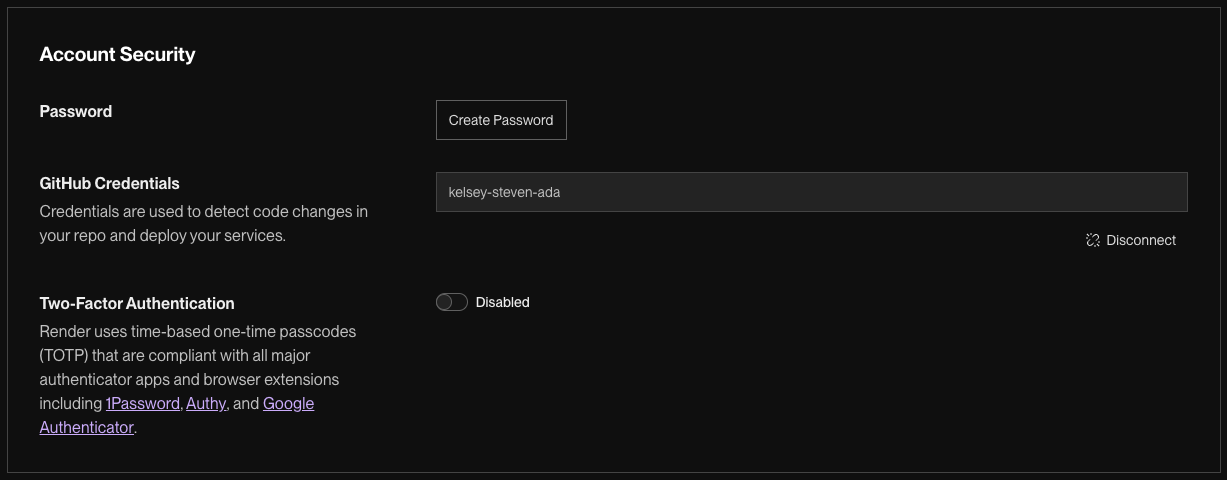 Account Security
Password
Create Password
GitHub Credentials
Credentials are used to detect code changes in
your repo and deploy your services.
kelsey-steven-ada
Disconnect
Two-Factor Authentication
Disabled
Render uses time-based one-time passcodes
(TOTP) that are compliant with all major
authenticator apps and browser extensions
including 1Password, Authy, and Google
Authenticator.